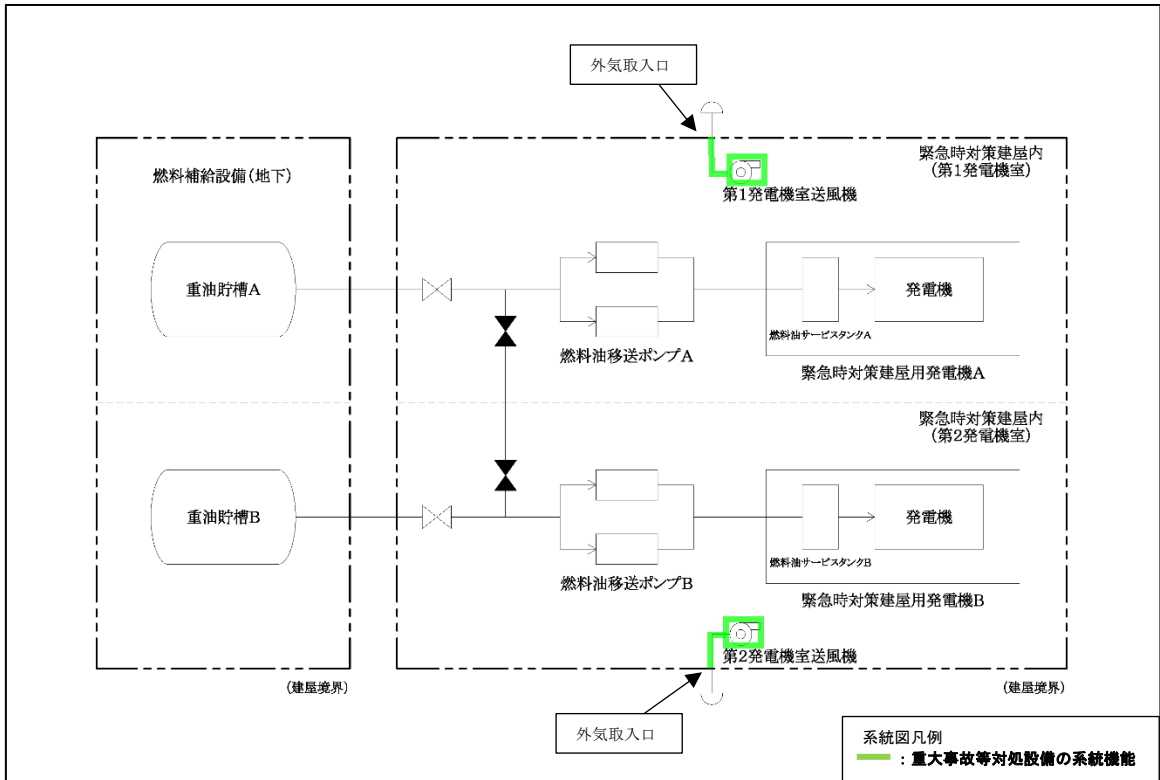 外気取入口
緊急時対策建屋内
(第1発電機室)
燃料補給設備(地下)
第1発電機室送風機
重油貯槽A
発電機
燃料油サービスタンクA
燃料油移送ポンプA
緊急時対策建屋用発電機A
緊急時対策建屋内
(第2発電機室)
重油貯槽B
発電機
燃料油サービスタンクB
燃料油移送ポンプB
緊急時対策建屋用発電機B
第2発電機室送風機
(建屋境界)
(建屋境界)
外気取入口
系統図凡例
：重大事故等対処設備の系統機能